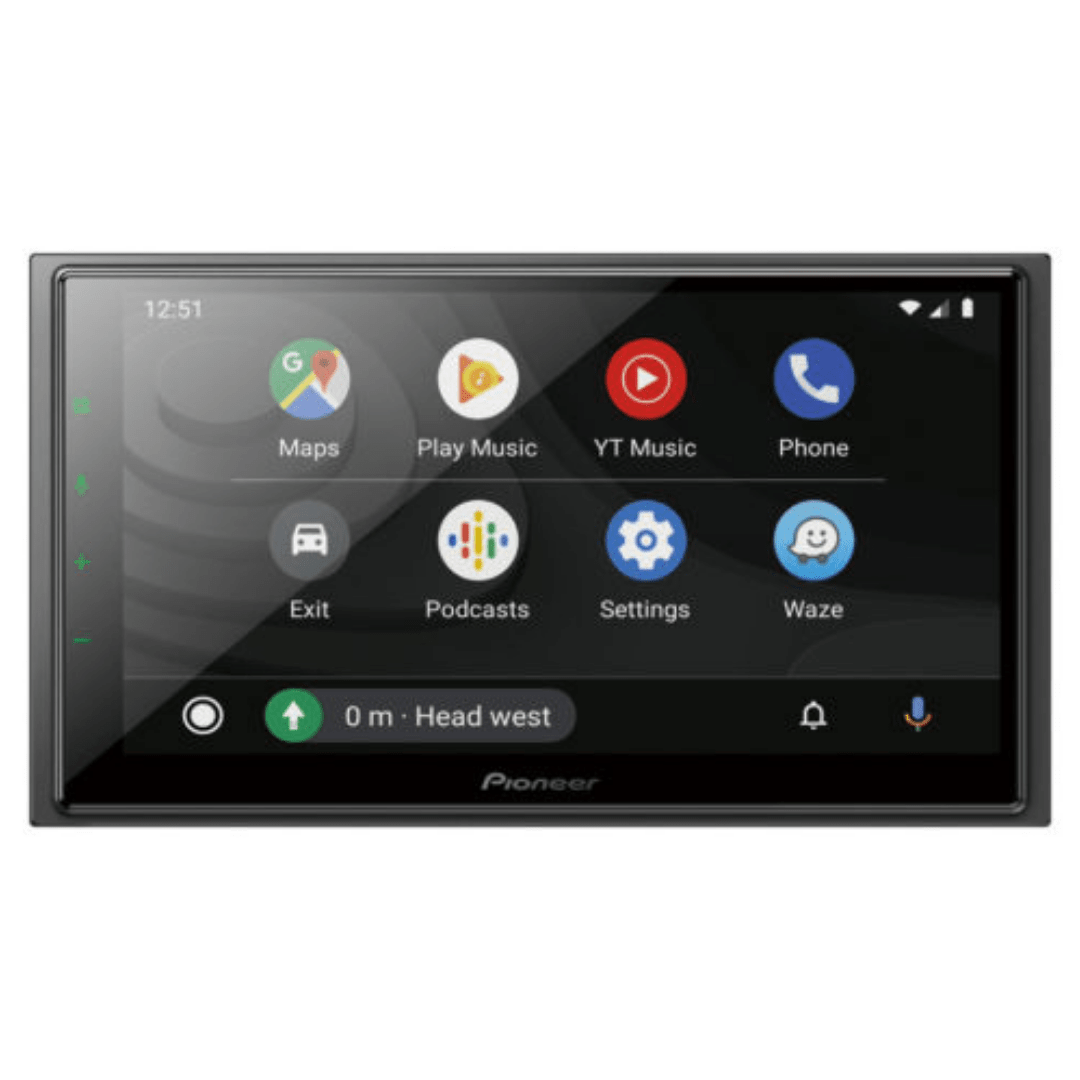 12:51
G
Maps
Play Music
YT Music
Phone
Exit
Podcasts
Settings
Waze
0 m · Head west
Pioneer